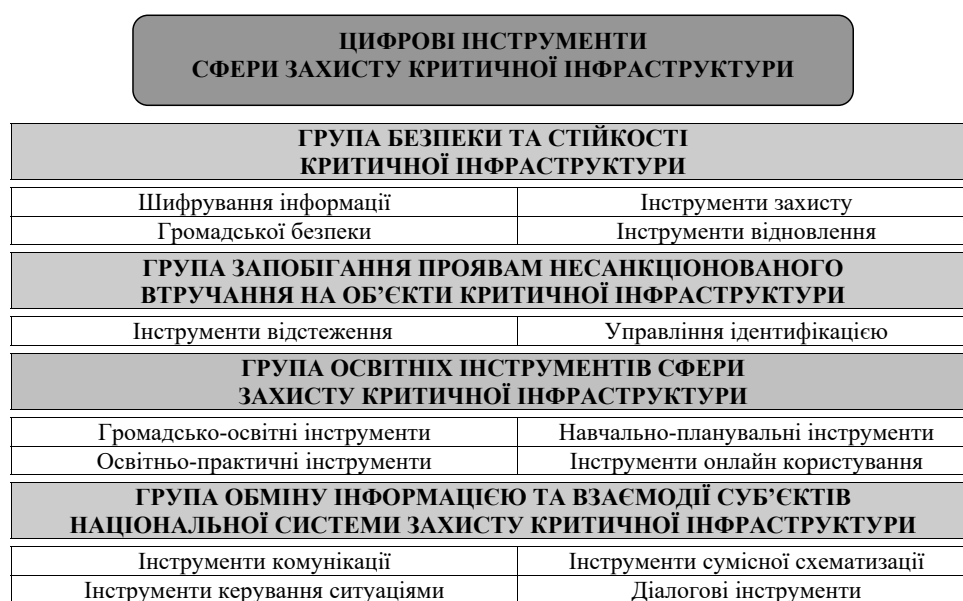 ЦИФРОВІ ІНСТРУМЕНТИ
СФЕРИ ЗАХИСТУ КРИТИЧНОЇ ІНФРАСТРУКТУРИ
ГРУПА БЕЗПЕКИ ТА СТІЙКОСТІ
КРИТИЧНОЇ ІНФРАСТРУКТУРИ
Шифрування інформації Інструменти захисту
Громадської безпеки Інструменти відновлення
ГРУПА ЗАПОБІГАННЯ ПРОЯВАМ НЕСАНКЦІОНОВАНОГО
ВТРУЧАННЯ НА ОБ’ЄКТИ КРИТИЧНОЇ ІНФРАСТРУКТУРИ
Інструменти відстеження Управління ідентифікацією
ГРУПА ОСВІТНІХ ІНСТРУМЕНТІВ СФЕРИ
ЗАХИСТУ КРИТИЧНОЇ ІНФРАСТРУКТУРИ
Громадсько-освітні інструменти Навчально-планувальні інструменти
Освітньо-практичні інструменти Інструменти онлайн користування
ГРУПА ОБМІНУ ІНФОРМАЦІЄЮ ТА ВЗАЄМОДІЇ СУБ’ЄКТІВ
НАЦІОНАЛЬНОЇ СИСТЕМИ ЗАХИСТУ КРИТИЧНОЇ ІНФРАСТРУКТУРИ
Інструменти комунікації Інструменти сумісної схематизації
Інструменти керування ситуаціями Діалогові інструменти